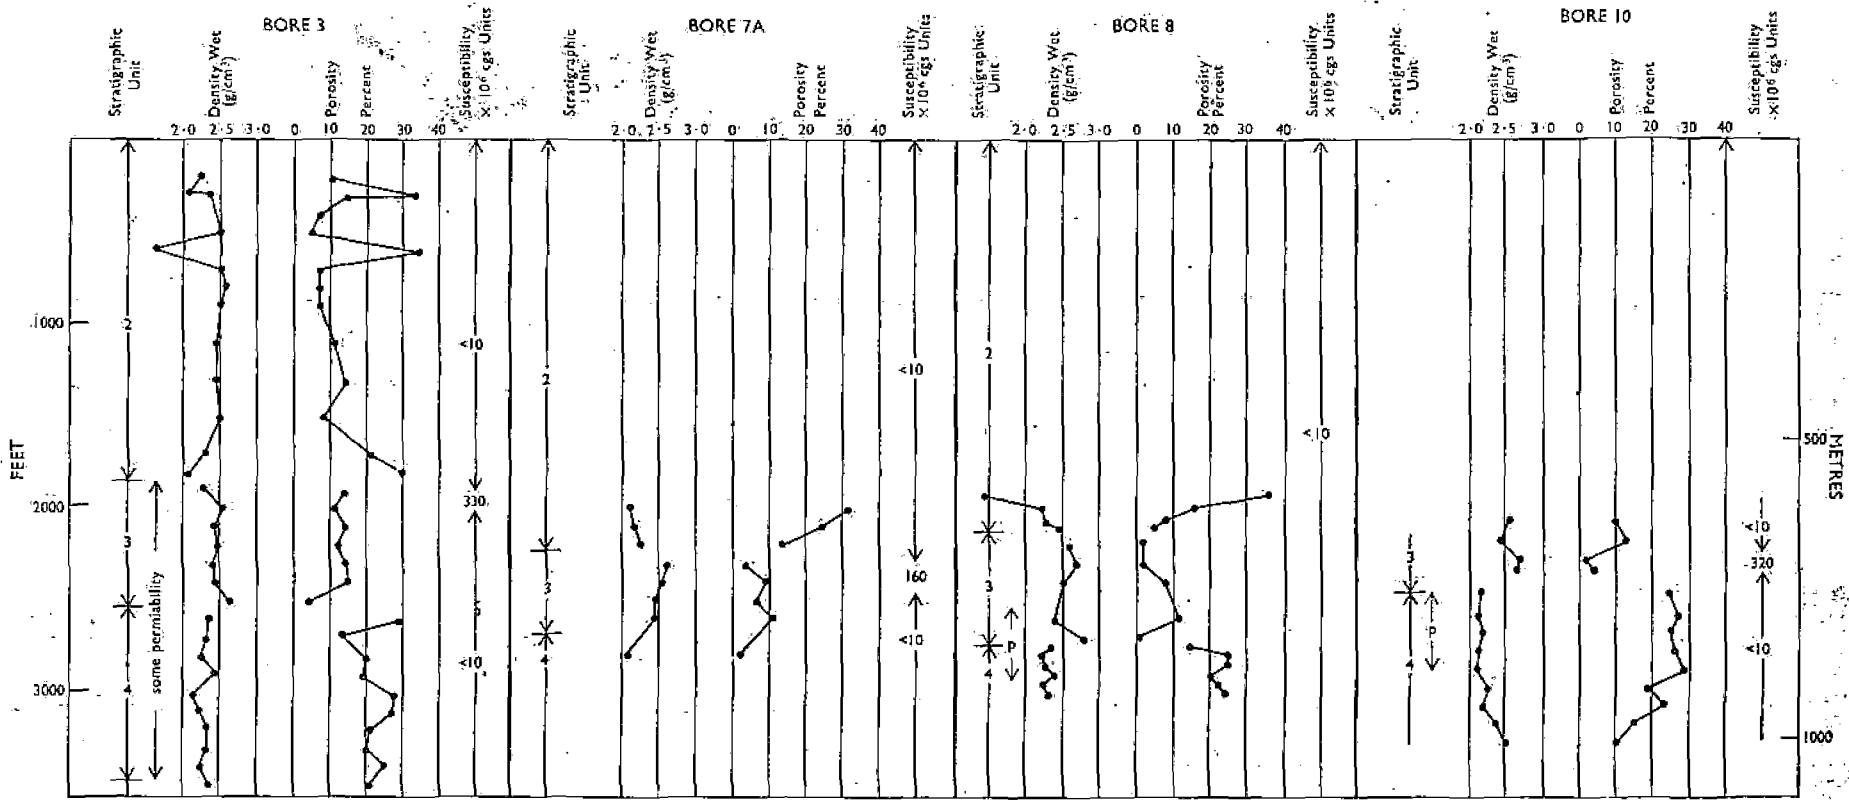 BORE 3
BORE 7A
BORE 8
BORE 10
Stratigraphic Unit
Density Wet (g/cm³)
Porosity Percent
Susceptibility ×10⁶ cgs Units
Stratigraphic Unit
Density Wet (g/cm³)
Porosity Percent
Susceptibility ×10⁶ cgs Units
Stratigraphic Unit
Density Wet (g/cm³)
Porosity Percent
Susceptibility ×10⁶ cgs Units
Stratigraphic Unit
Density Wet (g/cm³)
Porosity Percent
Susceptibility ×10⁶ cgs Units
2·0 2·5 3·0 0 10 20 30 40
2·0 2·5 3·0 0 10 20 30 40
2·0 2·5 3·0 0 10 20 30 40
2·0 2·5 3·0 0 10 20 30 40
FEET
1000
2000
3000
2
3
4
some permiability
<10
330
<10
2
3
4
<10
160
<10
2
3
4
P
<10
3
4
P
<10
320
<10
500
1000
METRES